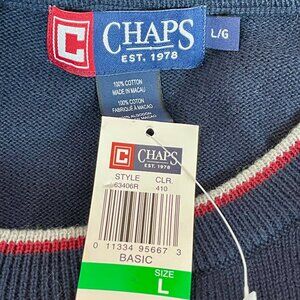 C CHAPS
EST. 1978
L/G
100% COTTON
MADE IN MACAU
100% COTON
FABRIQUÉ À MACAU
C CHAPS
EST. 1978
STYLE CLR
63406R 410
0 11334 95667 3
BASIC
SIZE
L